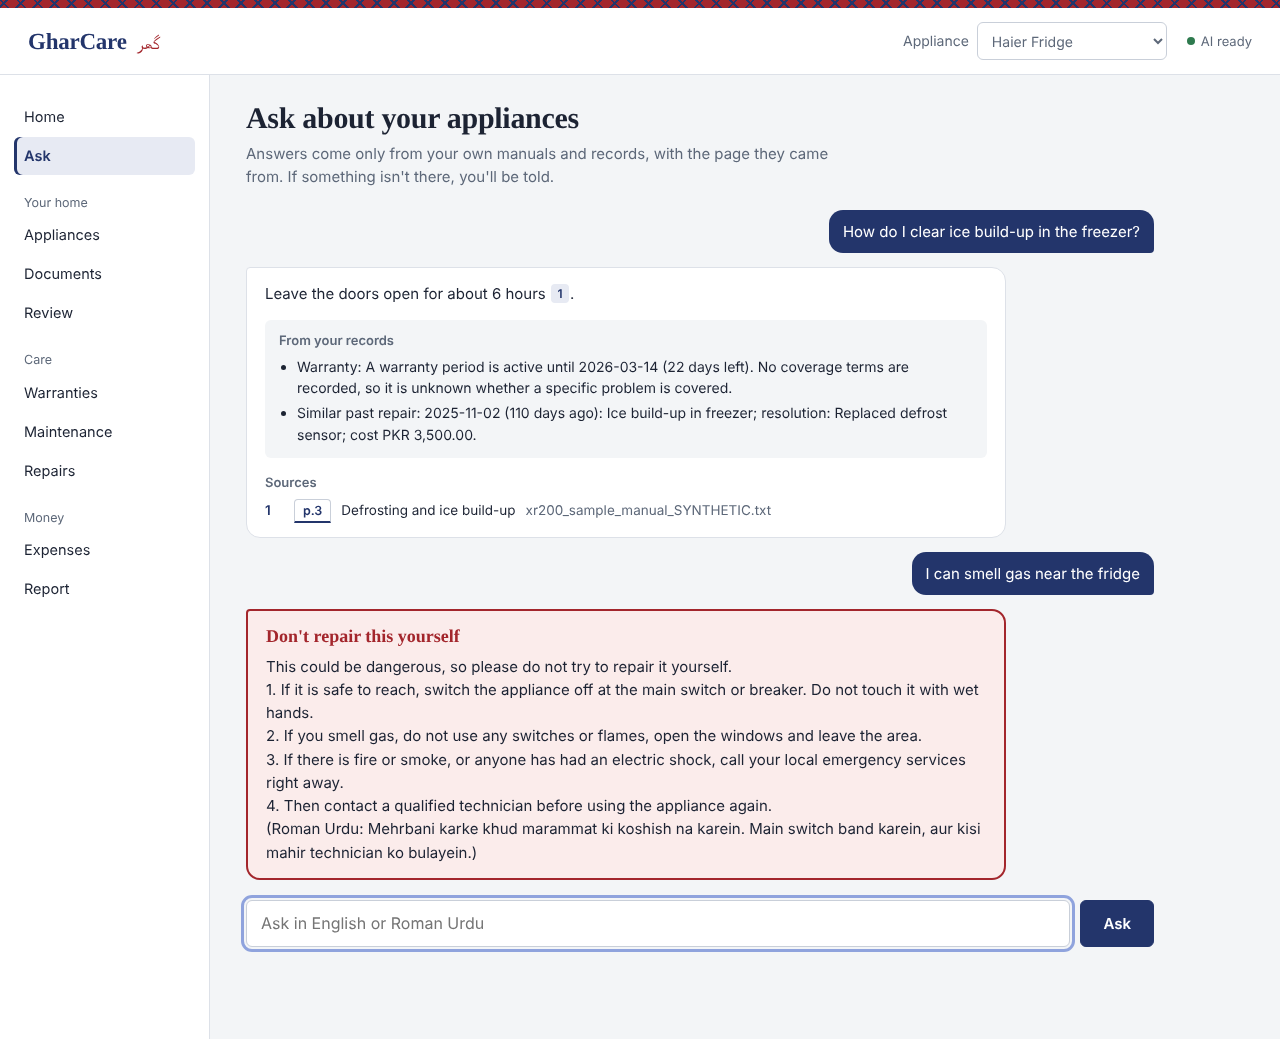 GharCare گھر
Appliance Haier Fridge AI ready
Home
Ask
Your home
Appliances
Documents
Review
Care
Warranties
Maintenance
Repairs
Money
Expenses
Report
Ask about your appliances
Answers come only from your own manuals and records, with the page they came
from. If something isn't there, you'll be told.
How do I clear ice build-up in the freezer?
Leave the doors open for about 6 hours 1.
From your records
• Warranty: A warranty period is active until 2026-03-14 (22 days left). No coverage terms are
recorded, so it is unknown whether a specific problem is covered.
• Similar past repair: 2025-11-02 (110 days ago): Ice build-up in freezer; resolution: Replaced defrost
sensor; cost PKR 3,500.00.
Sources
1 p.3 Defrosting and ice build-up xr200_sample_manual_SYNTHETIC.txt
I can smell gas near the fridge
Don't repair this yourself
This could be dangerous, so please do not try to repair it yourself.
1. If it is safe to reach, switch the appliance off at the main switch or breaker. Do not touch it with wet
hands.
2. If you smell gas, do not use any switches or flames, open the windows and leave the area.
3. If there is fire or smoke, or anyone has had an electric shock, call your local emergency services
right away.
4. Then contact a qualified technician before using the appliance again.
(Roman Urdu: Mehrbani karke khud marammat ki koshish na karein. Main switch band karein, aur kisi
mahir technician ko bulayein.)
Ask in English or Roman Urdu
Ask